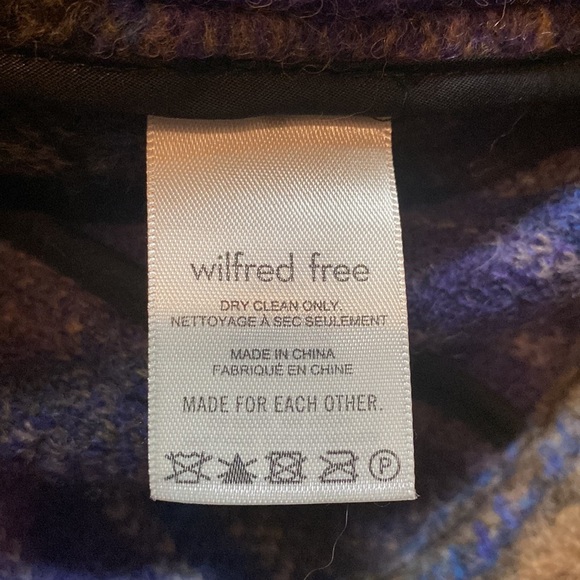 wilfred free
DRY CLEAN ONLY.
NETTOYAGE À SEC SEULEMENT
MADE IN CHINA
FABRIQUÉ EN CHINE
MADE FOR EACH OTHER.
P